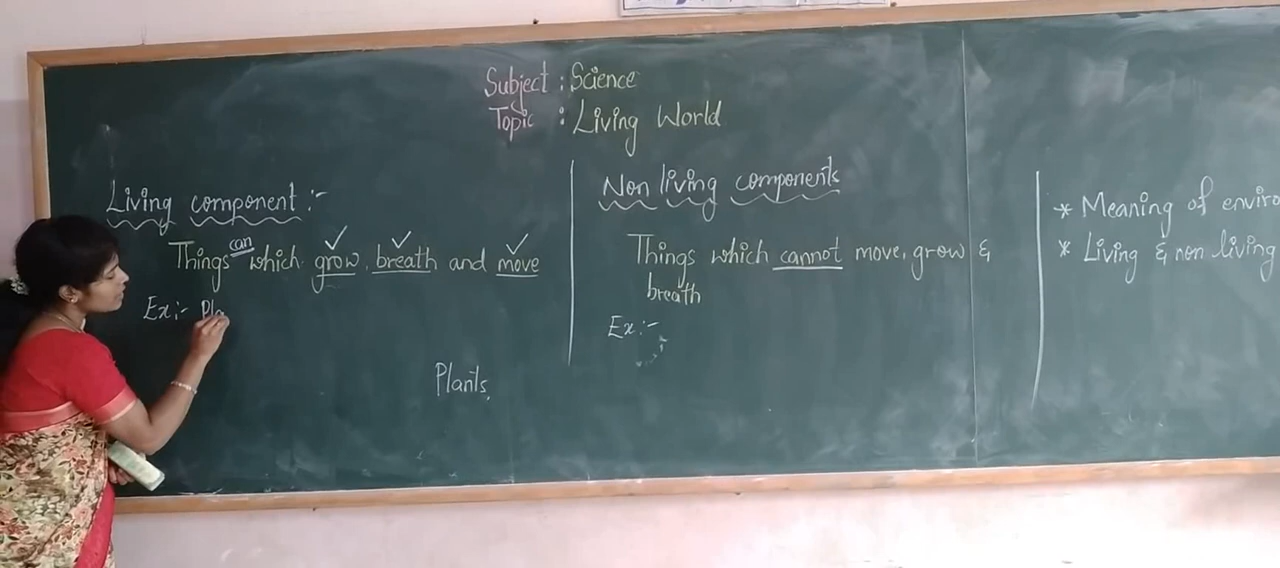 Subject : Science
Topic : Living World
Living component :-
Things can which grow, breath and move
Ex:- Pla
Plants,
Non living components
Things which cannot move, grow &
breath
Ex :-
* Meaning of enviro
* Living & non living